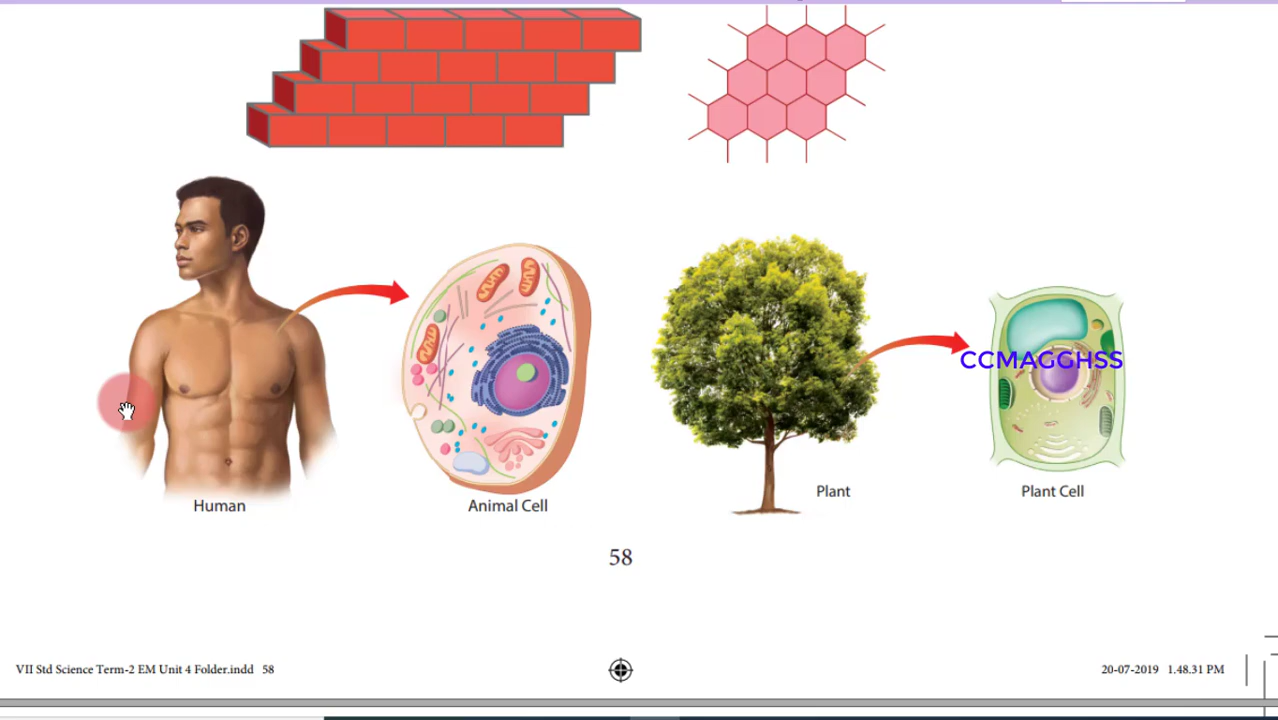 CCMAGGHSS
Human
Animal Cell
Plant
Plant Cell
58
VII Std Science Term-2 EM Unit 4 Folder.indd 58
20-07-2019 1.48.31 PM